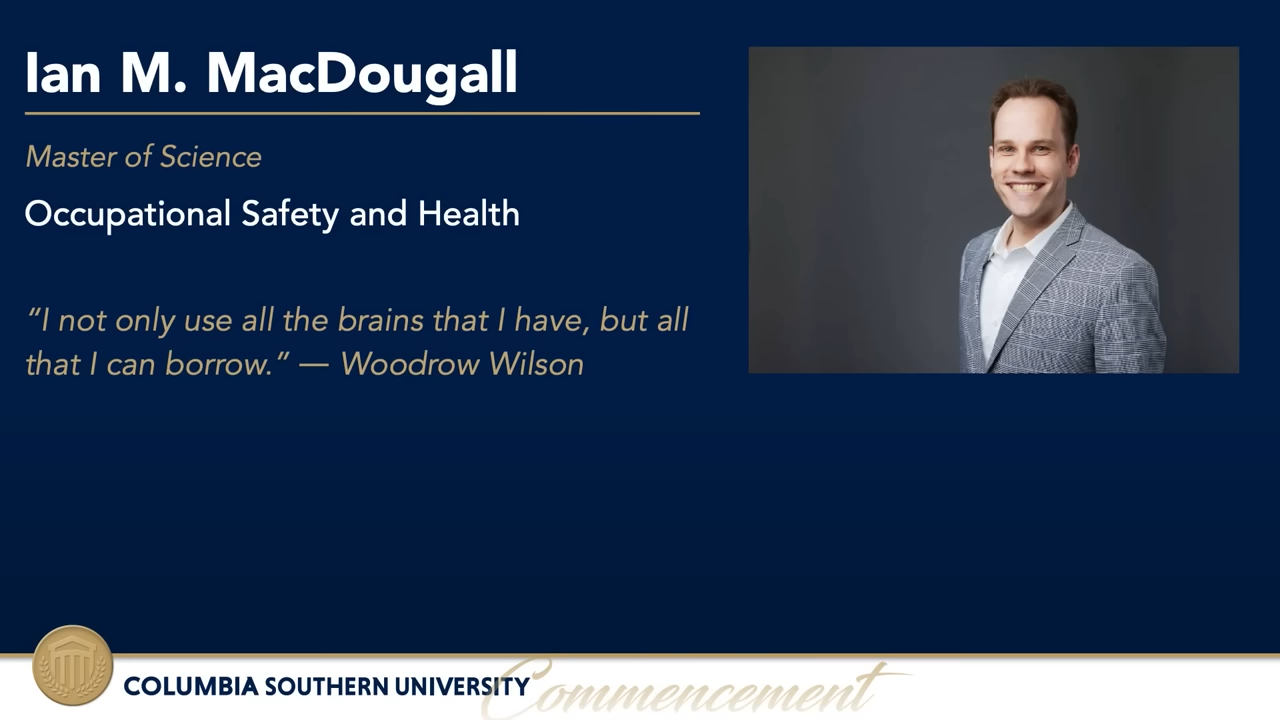 Ian M. MacDougall
Master of Science
Occupational Safety and Health
“I not only use all the brains that I have, but all
that I can borrow.” — Woodrow Wilson
COLUMBIA SOUTHERN UNIVERSITY
Commencement